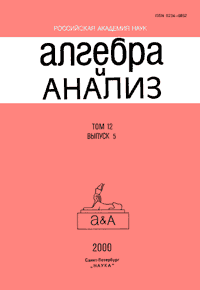 ISSN 0234-0852
РОССИЙСКАЯ АКАДЕМИЯ НАУК
алгебра
и
АНАЛИЗ
ТОМ 12
ВЫПУСК 5
а&А
2000
Санкт-Петербург
"НАУКА"